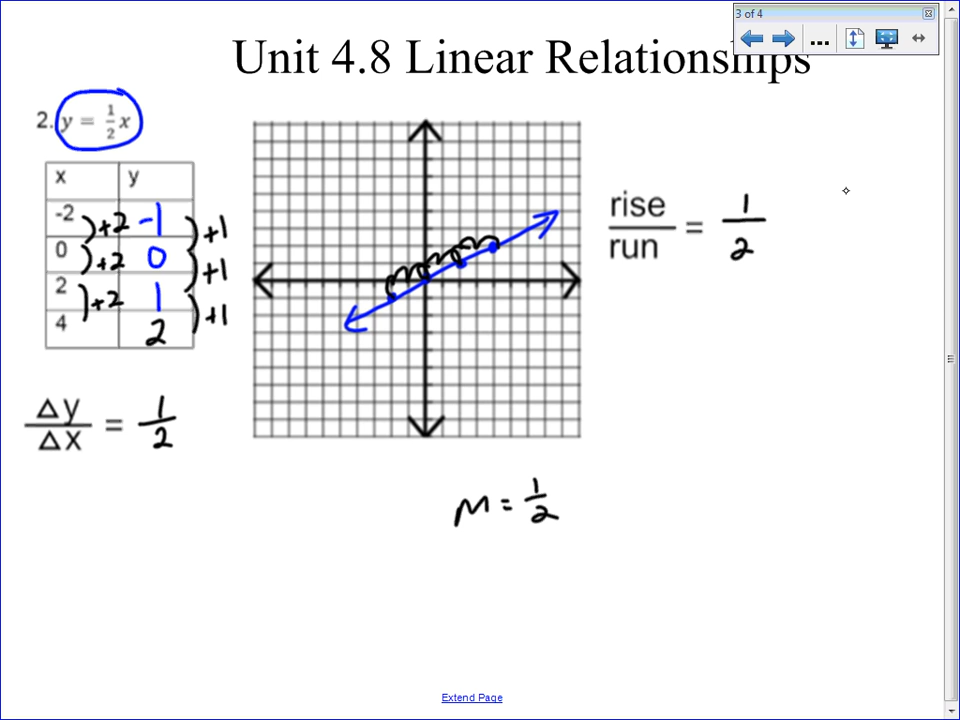 3 of 4
Unit 4.8 Linear Relationships
2. y = 1/2 x
x y
-2 -1
0 0
2 1
4 2
)+2 )+1
)+2 )+1
)+2 )+1
rise/run = 1/2
Δy/Δx = 1/2
m = 1/2
Extend Page